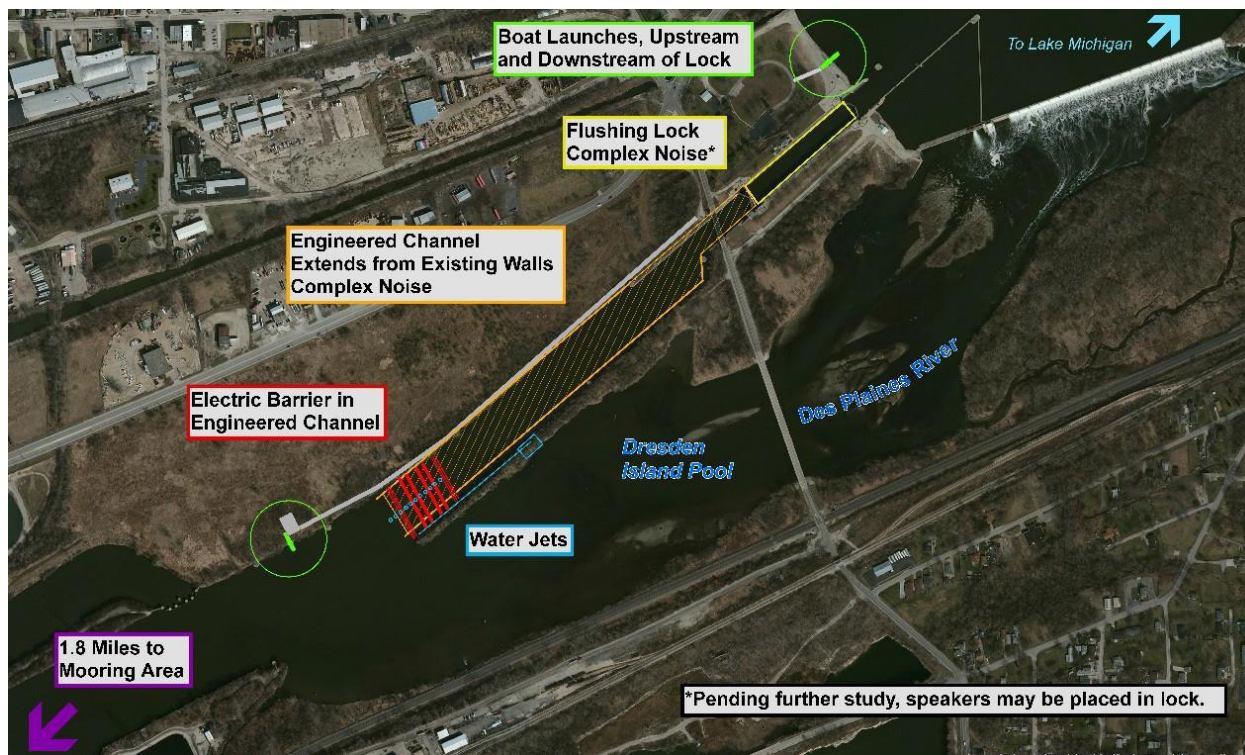 Boat Launches, Upstream
and Downstream of Lock
To Lake Michigan
Flushing Lock
Complex Noise*
Engineered Channel
Extends from Existing Walls
Complex Noise
Electric Barrier in
Engineered Channel
Des Plaines River
Dresden
Island Pool
Water Jets
1.8 Miles to
Mooring Area
*Pending further study, speakers may be placed in lock.